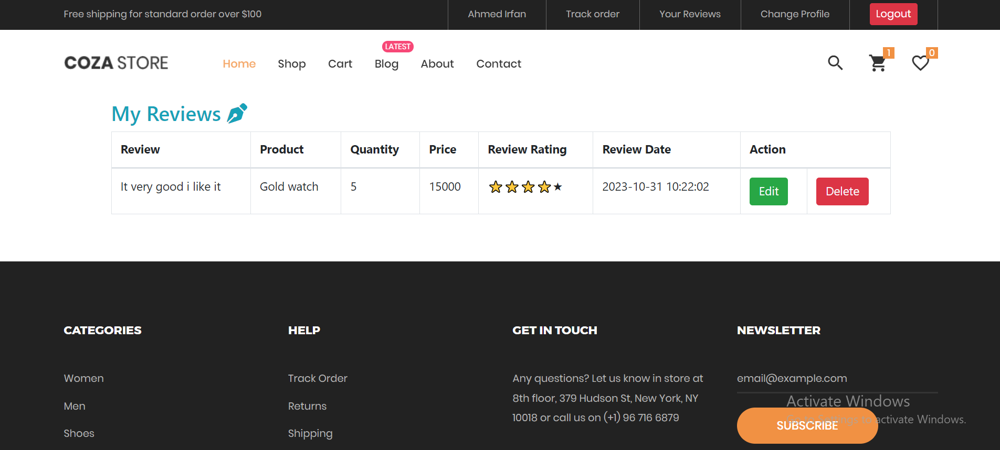 Free shipping for standard order over $100 Ahmed Irfan Track order Your Reviews Change Profile Logout
LATEST
COZA STORE Home Shop Cart Blog About Contact 1 0
My Reviews
Review Product Quantity Price Review Rating Review Date Action
It very good i like it Gold watch 5 15000 2023-10-31 10:22:02 Edit Delete
CATEGORIES HELP GET IN TOUCH NEWSLETTER
Women Track Order Any questions? Let us know in store at email@example.com
8th floor, 379 Hudson St, New York, NY
Activate Windows
Men Returns
10018 or call us on (+1) 96 716 6879
Go to Settings to activate Windows.
SUBSCRIBE
Shoes Shipping